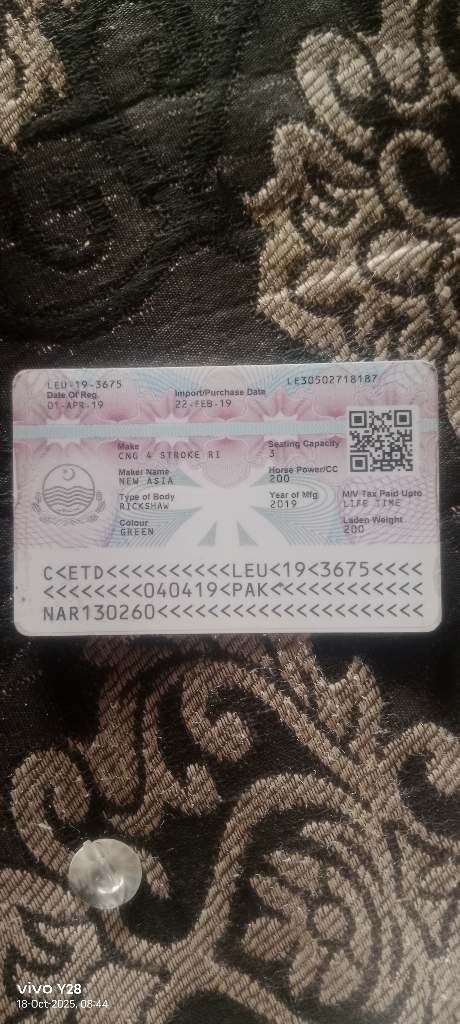 LEU-19-3675
Date Of Reg.
01-APR-19
Import/Purchase Date
22-FEB-19
LE30502718187
Make
CNG 4 STROKE RI
Seating Capacity
3
Maker Name
NEW ASIA
Horse Power/CC
200
Type of Body
RICKSHAW
Year of Mfg
2019
M/V Tax Paid Upto
LIFE TIME
Colour
GREEN
Laden Weight
200
C<ETD<<<<<<<<<<<LEU<19<3675<<<<
<<<<<<<<040419<PAK<<<<<<<<<<<<<
NAR130260<<<<<<<<<<<<<<<<<<<<<<
vivo Y28
18-Oct-2025, 08:44